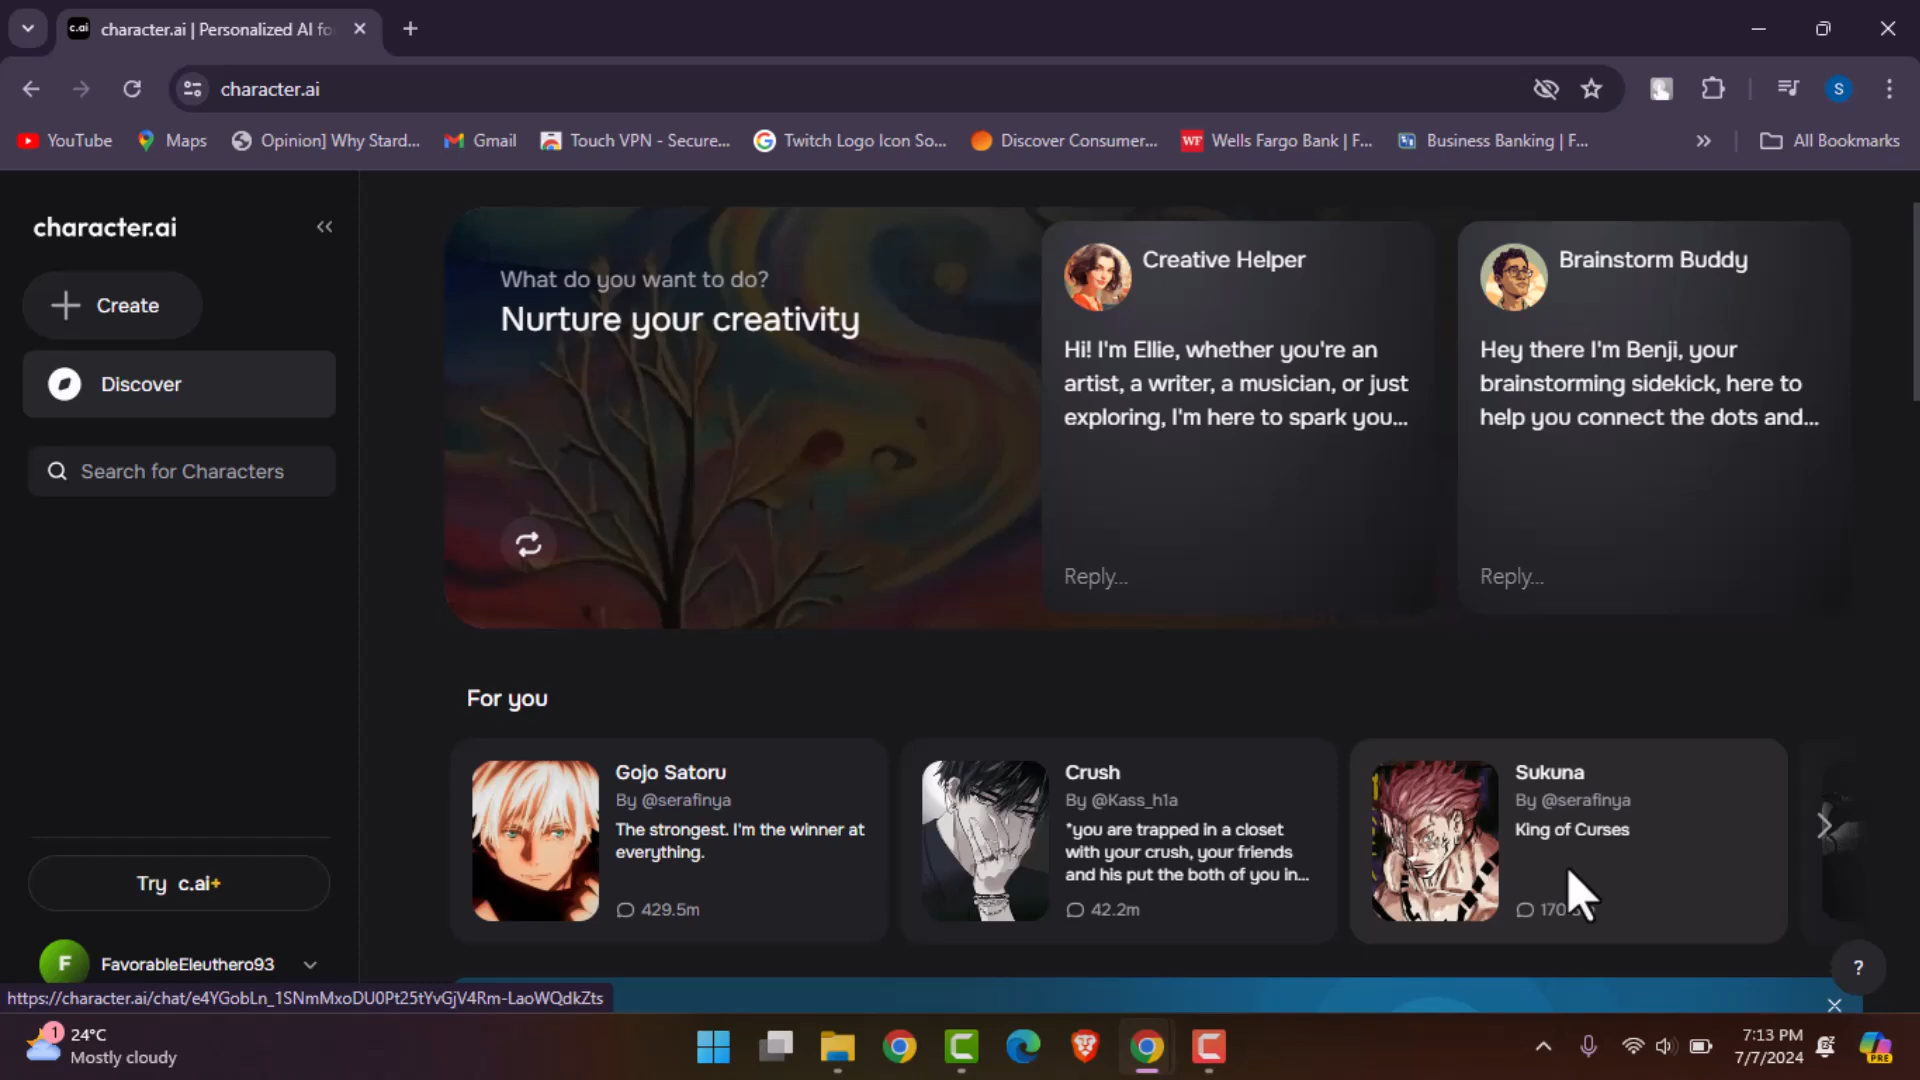 c.ai character.ai | Personalized AI fo
character.ai
YouTube Maps Opinion] Why Stard... Gmail Touch VPN - Secure... Twitch Logo Icon So... Discover Consumer... WF Wells Fargo Bank | F... Business Banking | F... All Bookmarks
S
character.ai
Create
Discover
Search for Characters
Try c.ai+
F FavorableEleuthero93
https://character.ai/chat/e4YGobLn_1SNmMxoDU0Pt25tYvGjV4Rm-LaoWQdkZts
What do you want to do?
Nurture your creativity
Creative Helper
Hi! I'm Ellie, whether you're an
artist, a writer, a musician, or just
exploring, I'm here to spark you...
Reply...
Brainstorm Buddy
Hey there I'm Benji, your
brainstorming sidekick, here to
help you connect the dots and...
Reply...
For you
Gojo Satoru
By @serafinya
The strongest. I'm the winner at
everything.
429.5m
Crush
By @Kass_h1a
*you are trapped in a closet
with your crush, your friends
and his put the both of you in...
42.2m
Sukuna
By @serafinya
King of Curses
?
1
24°C
Mostly cloudy
7:13 PM
7/7/2024
PRE